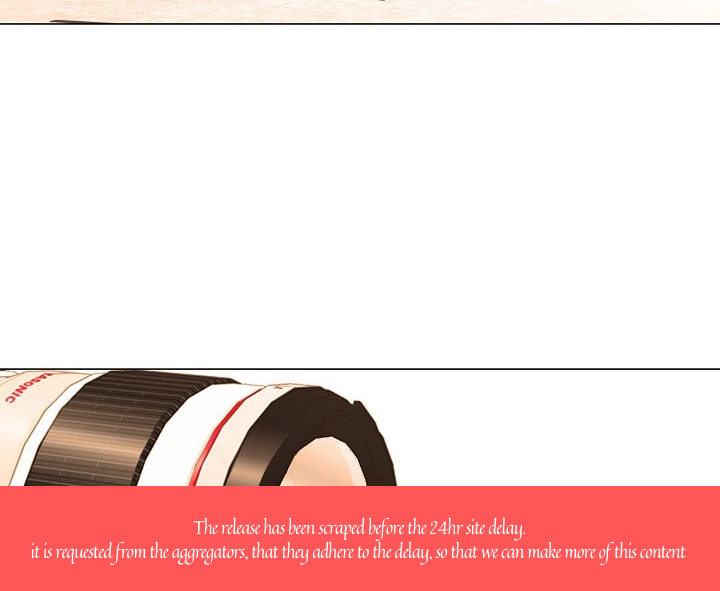 ASONIC
The release has been scraped before the 24hr site delay.
it is requested from the aggregators, that they adhere to the delay, so that we can make more of this content